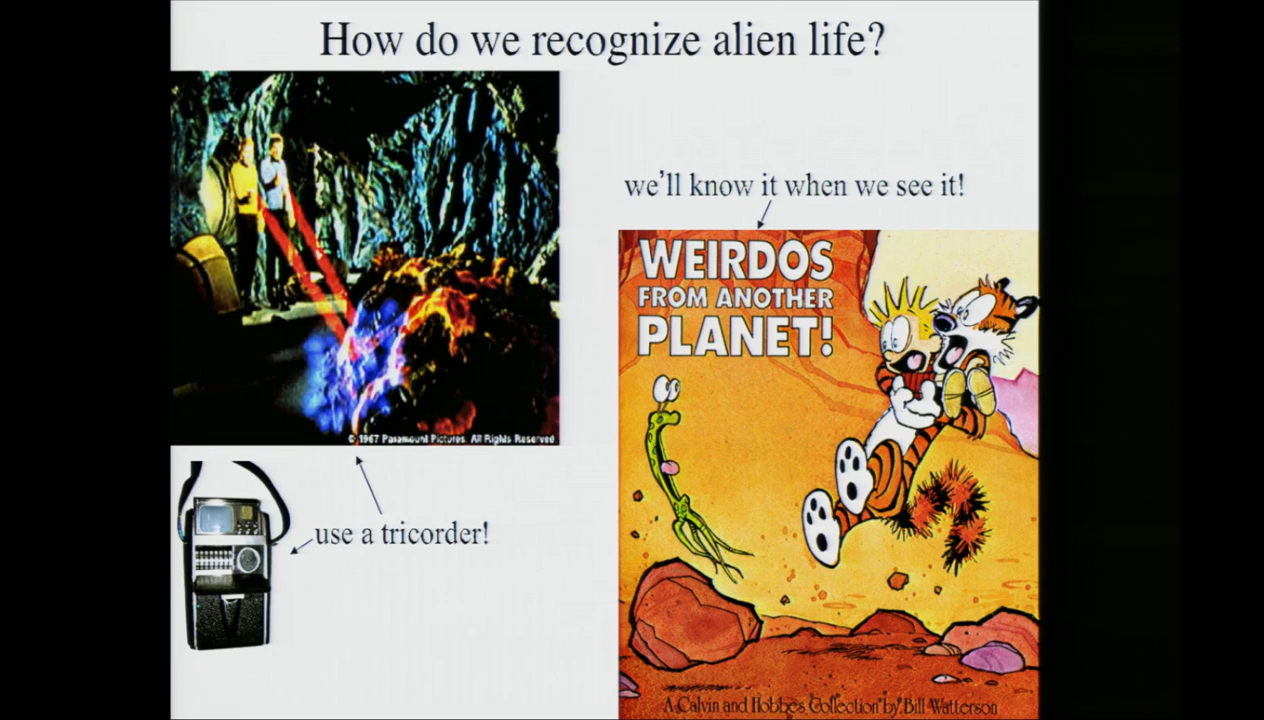 How do we recognize alien life?
we'll know it when we see it!
WEIRDOS
FROM ANOTHER
PLANET!
© 1967 Paramount Pictures. All Rights Reserved
use a tricorder!
A Calvin and Hobbes Collection by Bill Watterson